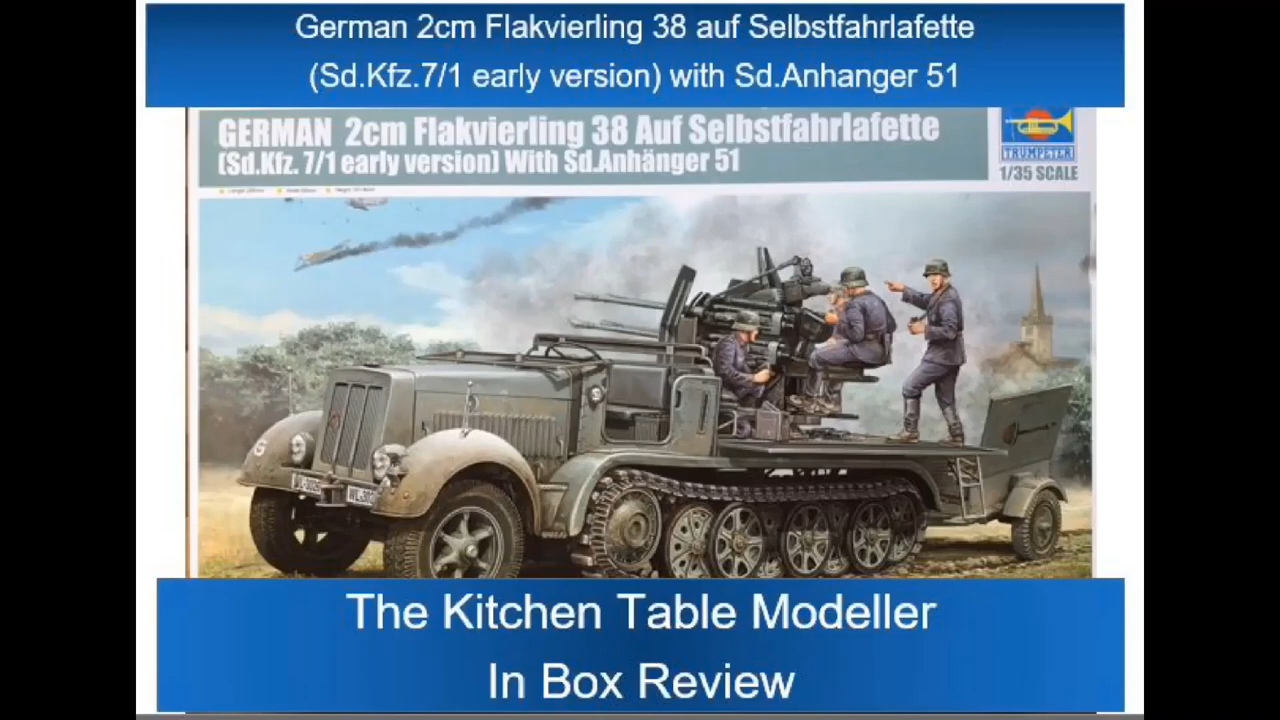 German 2cm Flakvierling 38 auf Selbstfahrlafette
(Sd.Kfz.7/1 early version) with Sd.Anhanger 51
GERMAN 2cm Flakvierling 38 Auf Selbstfahrlafette
(Sd.Kfz. 7/1 early version) With Sd.Anhänger 51
TRUMPETER
1/35 SCALE
G
The Kitchen Table Modeller
In Box Review